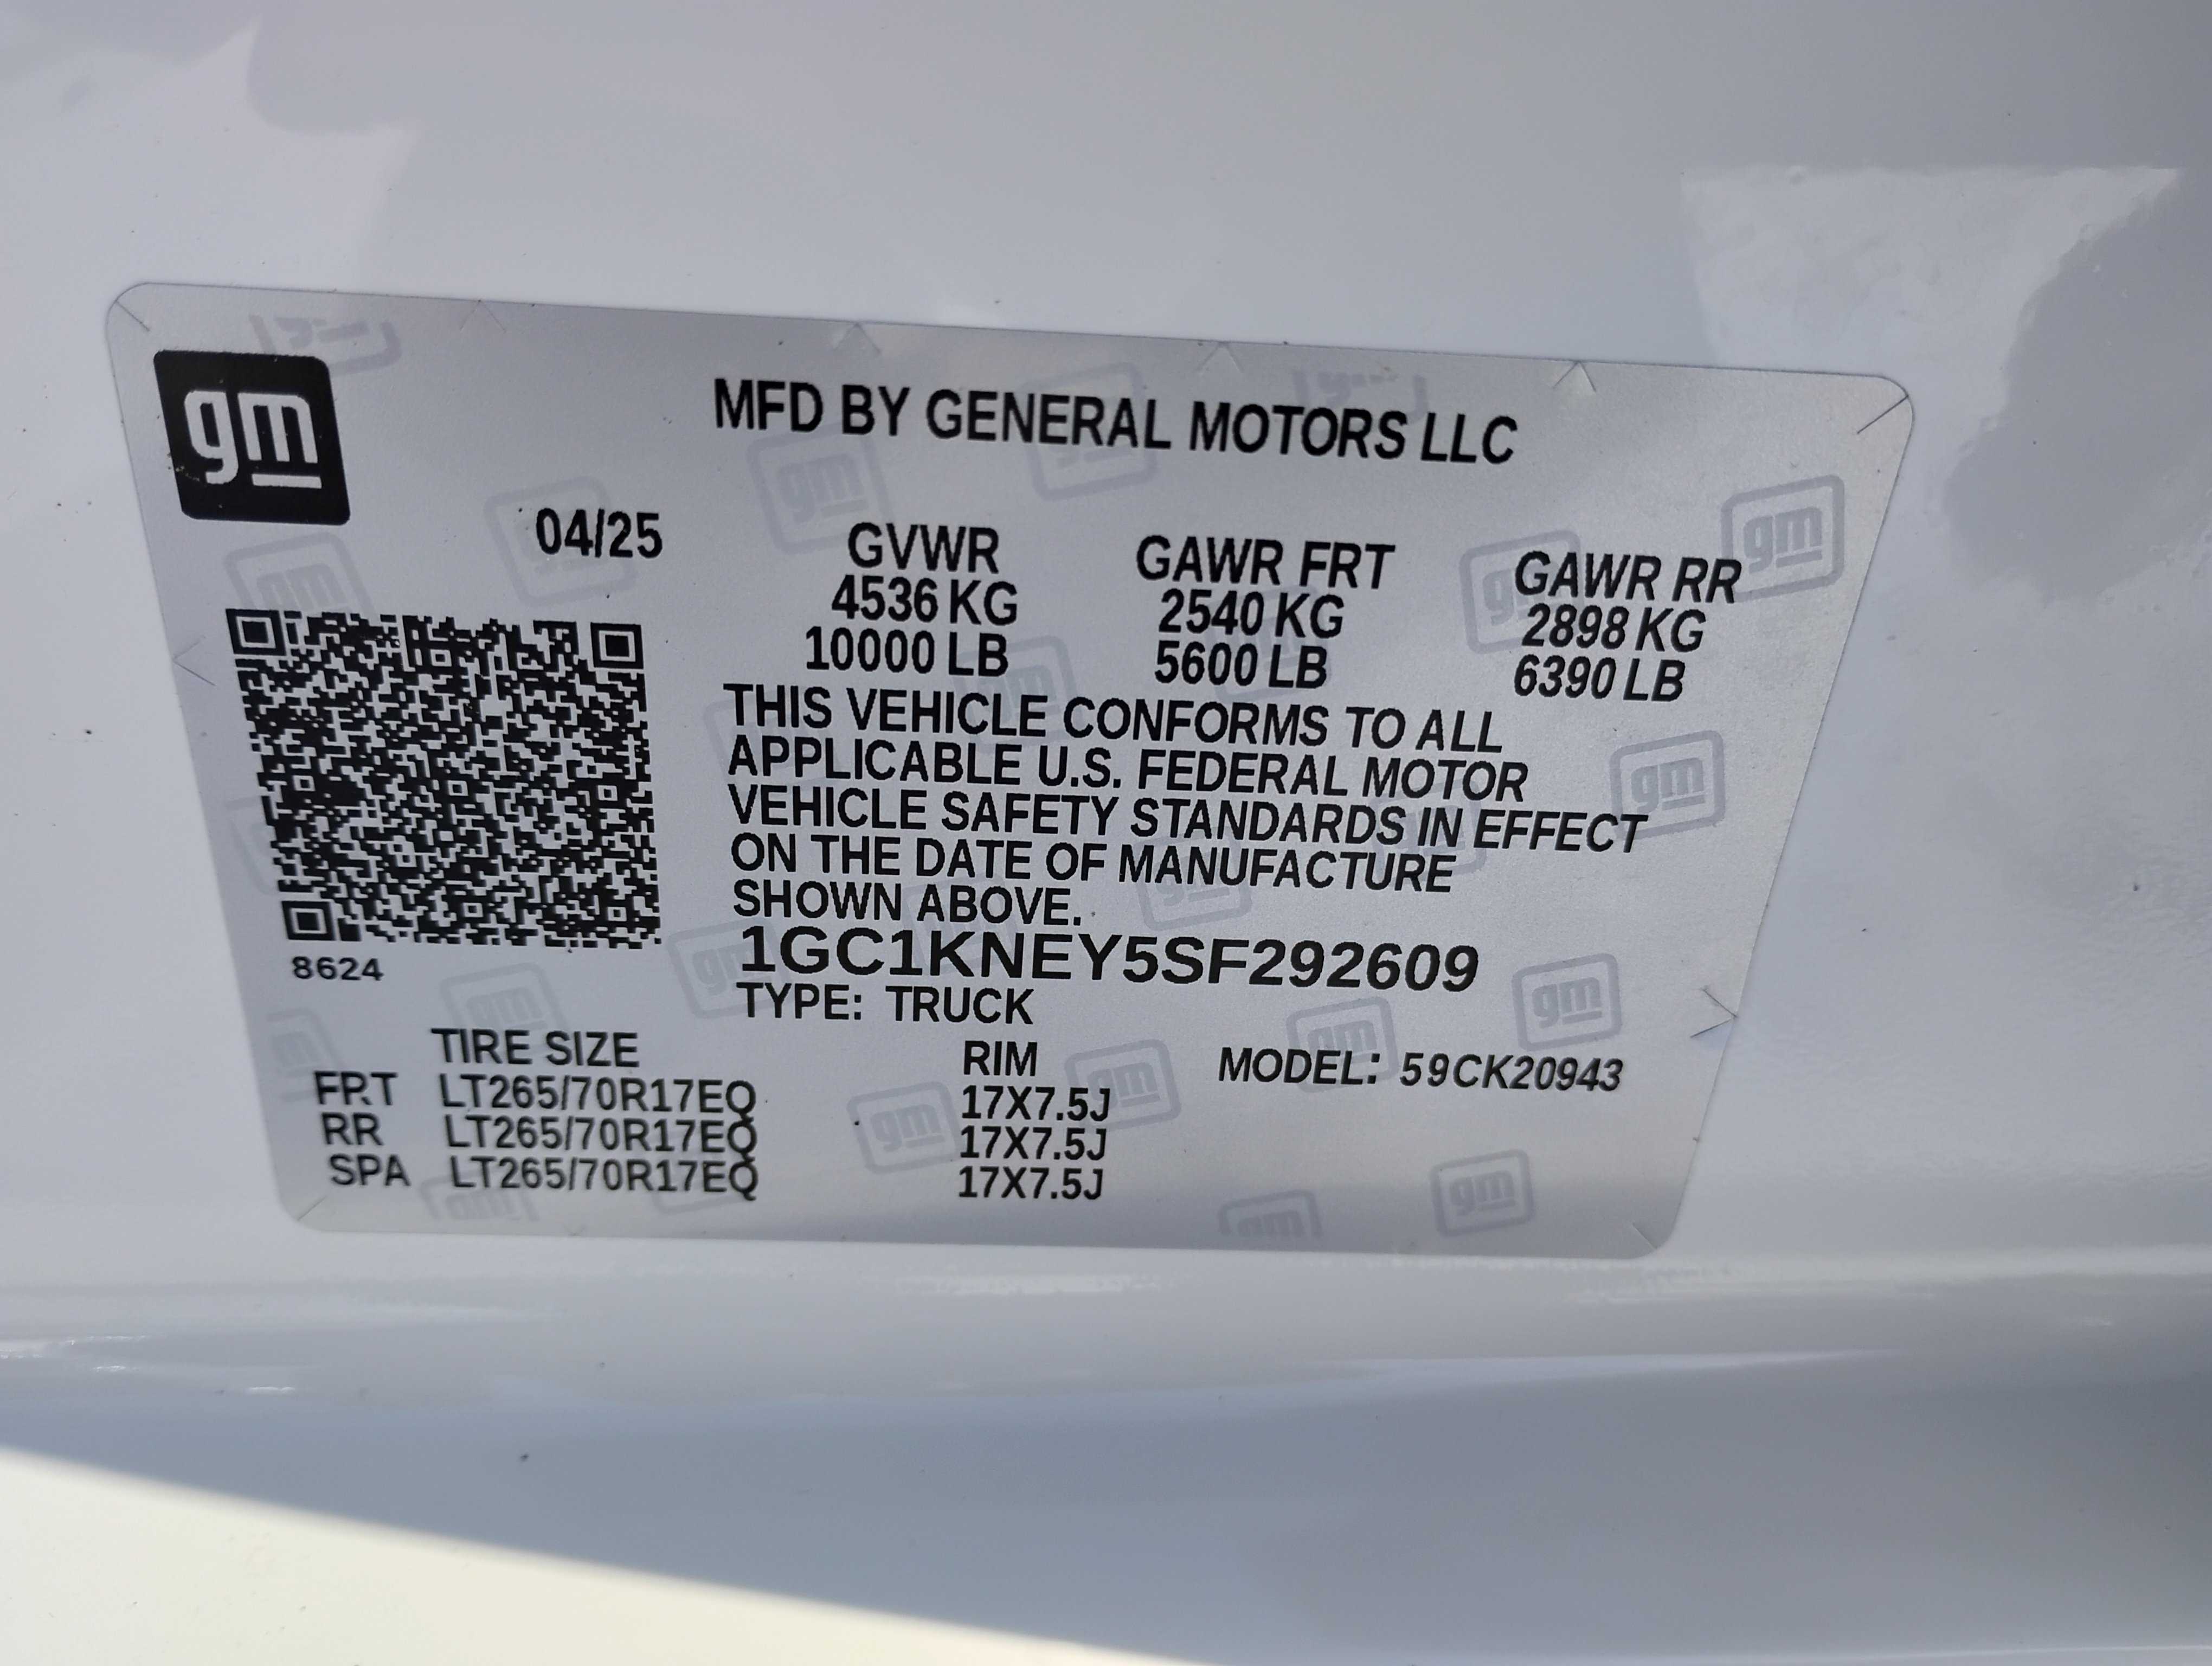 gm
MFD BY GENERAL MOTORS LLC
04/25
GVWR GAWR FRT GAWR RR
4536 KG 2540 KG 2898 KG
10000 LB 5600 LB 6390 LB
THIS VEHICLE CONFORMS TO ALL
APPLICABLE U.S. FEDERAL MOTOR
VEHICLE SAFETY STANDARDS IN EFFECT
ON THE DATE OF MANUFACTURE
SHOWN ABOVE.
1GC1KNEY5SF292609
8624
TYPE: TRUCK
TIRE SIZE RIM MODEL: 59CK20943
FRT LT265/70R17EQ 17X7.5J
RR LT265/70R17EQ 17X7.5J
SPA LT265/70R17EQ 17X7.5J